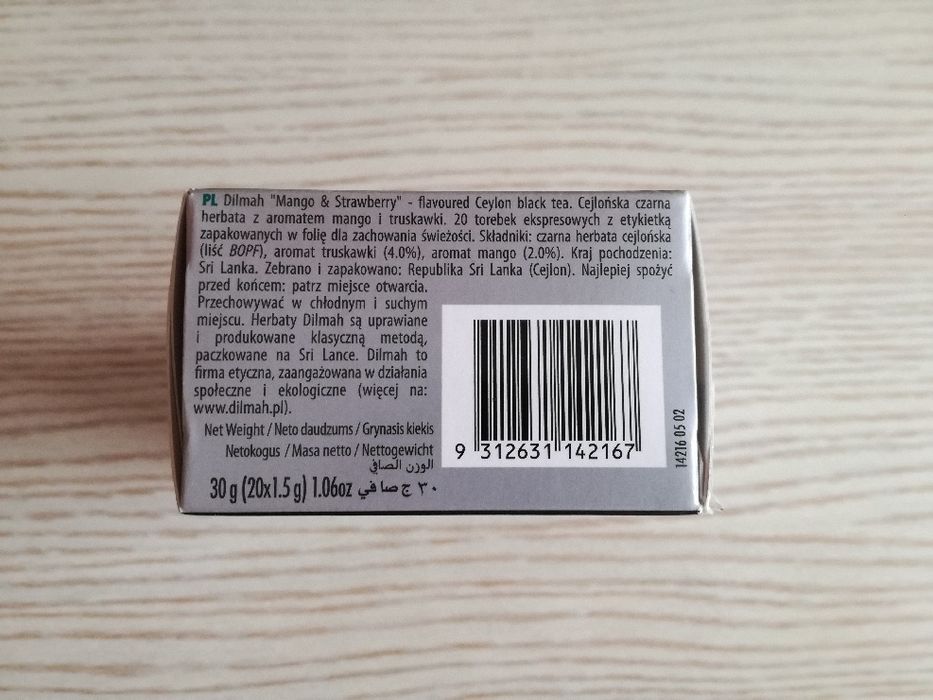 PL Dilmah "Mango & Strawberry" - flavoured Ceylon black tea. Cejlońska czarna
herbata z aromatem mango i truskawki. 20 torebek ekspresowych z etykietką
zapakowanych w folię dla zachowania świeżości. Składniki: czarna herbata cejlońska
(liść BOPF), aromat truskawki (4.0%), aromat mango (2.0%). Kraj pochodzenia:
Sri Lanka. Zebrano i zapakowano: Republika Sri Lanka (Cejlon). Najlepiej spożyć
przed końcem: patrz miejsce otwarcia.
Przechowywać w chłodnym i suchym
miejscu. Herbaty Dilmah są uprawiane
i produkowane klasyczną metodą,
paczkowane na Sri Lance. Dilmah to
firma etyczna, zaangażowana w działania
społeczne i ekologiczne (więcej na:
www.dilmah.pl).
Net Weight / Neto daudzums / Grynasis kiekis
Netokogus / Masa netto / Nettogewicht
الوزن الصافي
30 g (20x1.5 g) 1.06oz ٣٠ ج صافي
9 312631 142167
14216 05 02